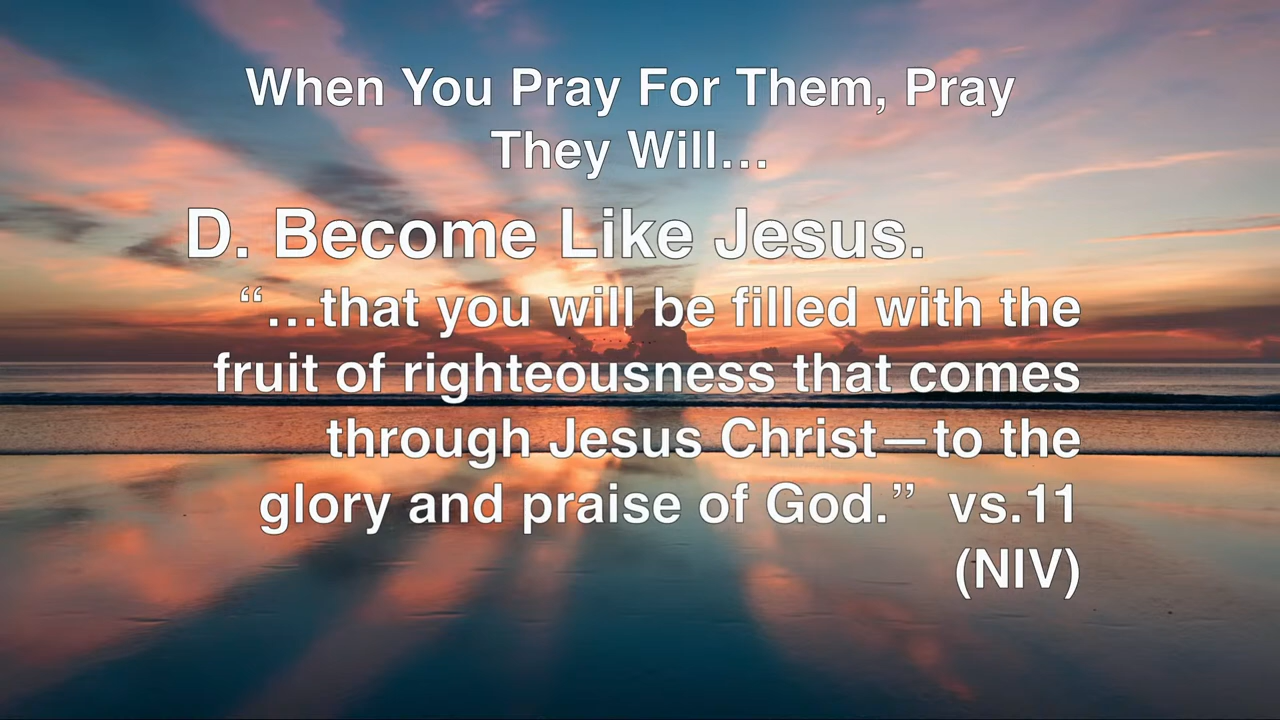 When You Pray For Them, Pray
They Will…
D. Become Like Jesus.
“…that you will be filled with the
fruit of righteousness that comes
through Jesus Christ—to the
glory and praise of God.”  vs.11
(NIV)